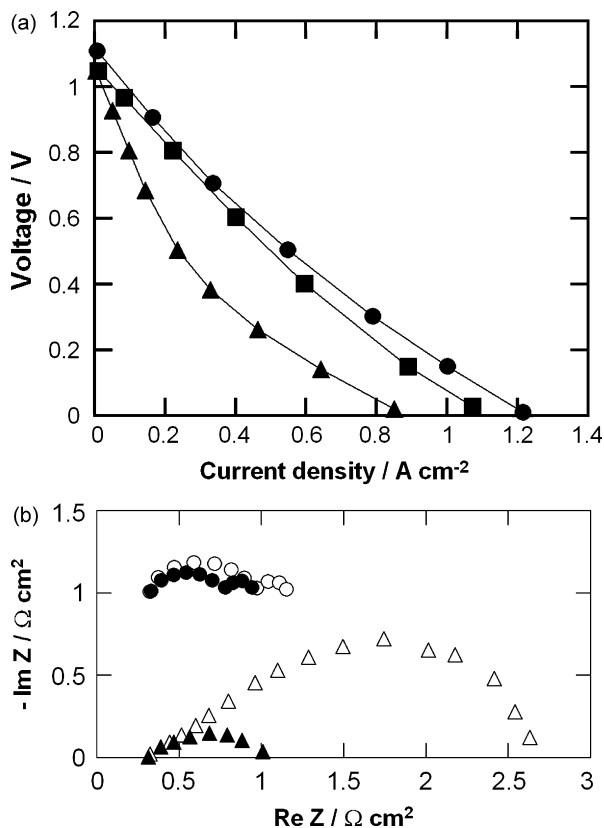 (a)
1.2
1
0.8
0.6
0.4
0.2
0
Voltage / V
0 0.2 0.4 0.6 0.8 1 1.2 1.4
Current density / A cm-2
(b)
1.5
1
0.5
0
- Im Z / Ω cm2
0 0.5 1 1.5 2 2.5 3
Re Z / Ω cm2